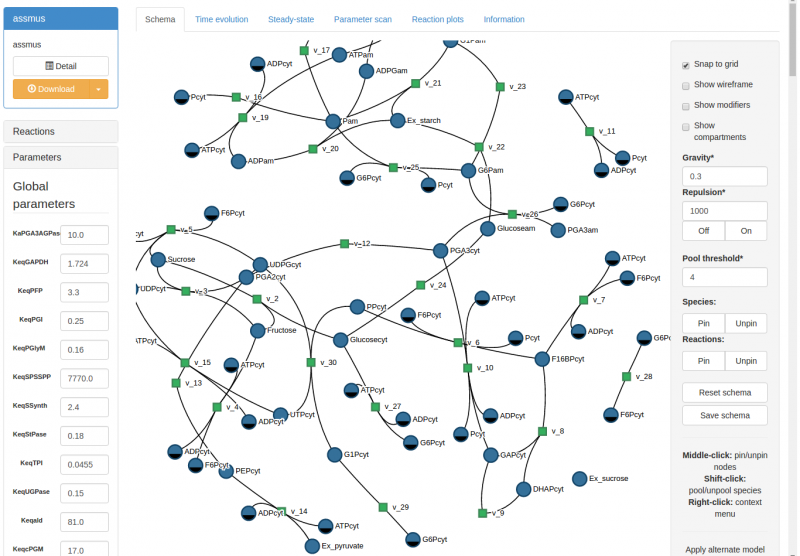 assmus
assmus
Detail
Download
Reactions
Parameters
Global
parameters
KaPGA3AGPase
10.0
KeqGAPDH
1.724
KeqPFP
3.3
KeqPGI
0.25
KeqPGlyM
0.16
KeqSPSSPP
7770.0
KeqSSynth
2.4
KeqStPase
0.18
KeqTPI
0.0455
KeqUGPase
0.15
Keqald
81.0
KeqcPGM
17.0
Schema
Time evolution
Steady-state
Parameter scan
Reaction plots
Information
v_17
ATPam
G1Pam
ADPcyt
ADPGam
v_21
v_23
Pcyt
v_16
ATPcyt
v_19
Pam
Ex_starch
v_11
ATPcyt
v_20
v_22
Pcyt
ADPam
v_25
G6Pam
ADPcyt
G6Pcyt
Pcyt
F6Pcyt
v_26
G6Pcyt
v_5
Glucoseam
PGA3am
cyt
v_12
PGA3cyt
Sucrose
UDPGcyt
ATPcyt
PGA2cyt
F6Pcyt
UDPcyt
v_3
v_24
v_2
ATPcyt
v_7
PPcyt
F6Pcyt
Fructose
ADPcyt
ATPcyt
Glucosecyt
v_6
Pcyt
G6Pc
v_15
ATPcyt
v_30
v_10
F16BPcyt
v_13
v_28
ATPcyt
v_4
v_27
UTPcyt
ADPcyt
ADPcyt
F6Pcyt
ADPcyt
Pcyt
v_8
G6Pcyt
ADPcyt
G1Pcyt
GAPcyt
F6Pcyt
PEPcyt
Ex_sucrose
DHAPcyt
v_29
ADPcyt
v_14
v_9
ATPcyt
G6Pcyt
Ex_pyruvate
Snap to grid
Show wireframe
Show modifiers
Show
compartments
Gravity*
0.3
Repulsion*
1000
Off
On
Pool threshold*
4
Species:
Pin
Unpin
Reactions:
Pin
Unpin
Reset schema
Save schema
Middle-click: pin/unpin
nodes
Shift-click:
pool/unpool species
Right-click: context
menu
Apply alternate model